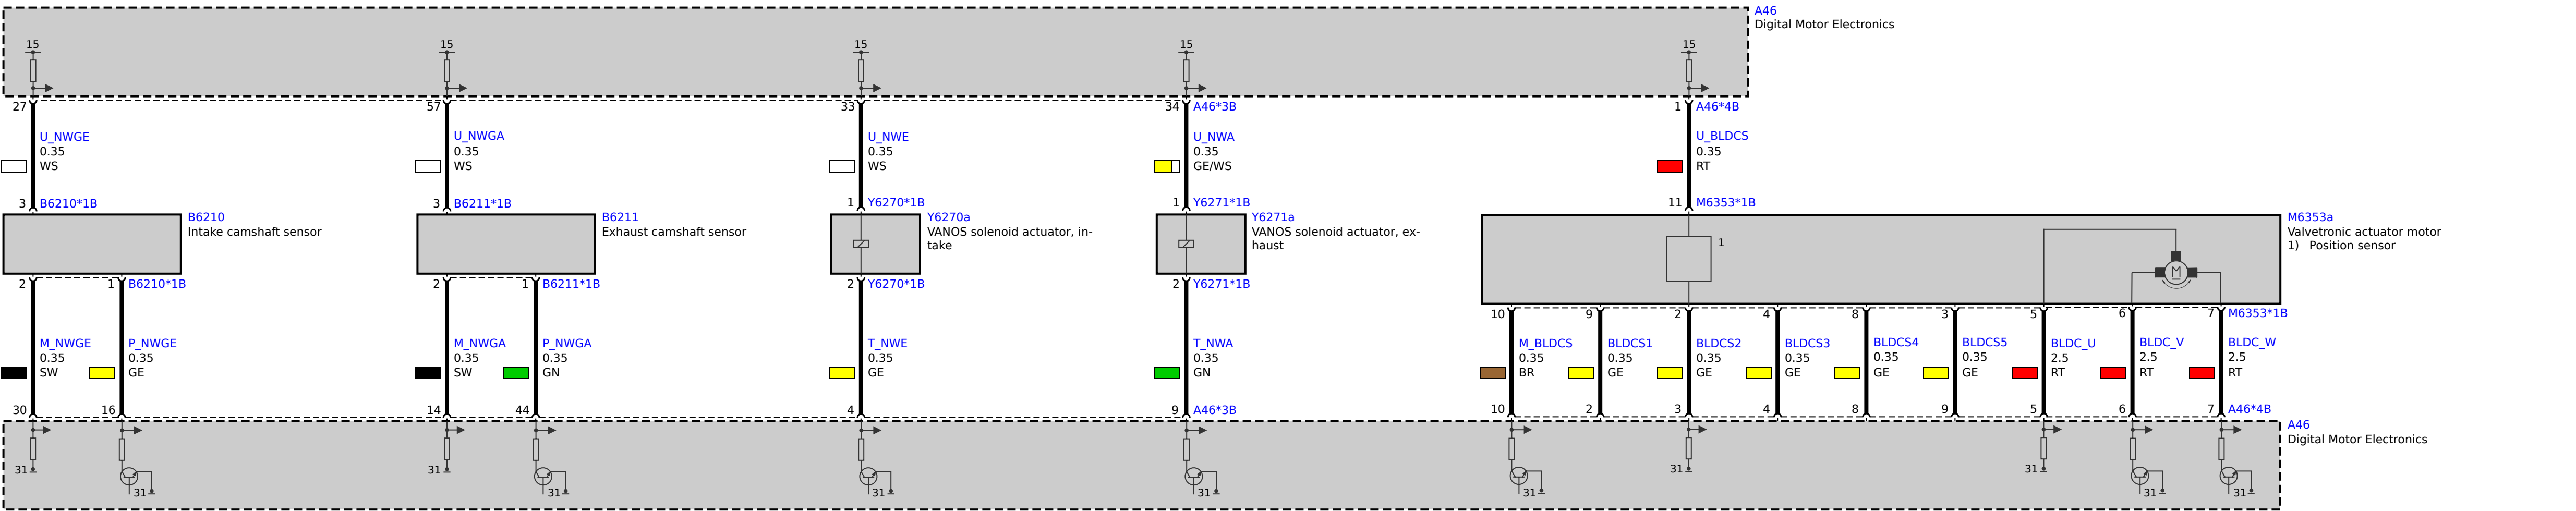 A46
Digital Motor Electronics
15 15 15 15 15
27 57 33 34 A46*3B 1 A46*4B
U_NWGE U_NWGA U_NWE U_NWA U_BLDCS
0.35 0.35 0.35 0.35 0.35
WS WS WS GE/WS RT
3 B6210*1B 3 B6211*1B 1 Y6270*1B 1 Y6271*1B 11 M6353*1B
B6210
Intake camshaft sensor
B6211
Exhaust camshaft sensor
Y6270a
VANOS solenoid actuator, in-
take
Y6271a
VANOS solenoid actuator, ex-
haust
1
M
M6353a
Valvetronic actuator motor
1) Position sensor
2 1 B6210*1B 2 1 B6211*1B 2 Y6270*1B 2 Y6271*1B
10 9 2 4 8 3 5 6 7 M6353*1B
M_NWGE P_NWGE M_NWGA P_NWGA T_NWE T_NWA M_BLDCS BLDCS1 BLDCS2 BLDCS3 BLDCS4 BLDCS5 BLDC_U BLDC_V BLDC_W
0.35 0.35 0.35 0.35 0.35 0.35 0.35 0.35 0.35 0.35 0.35 0.35 2.5 2.5 2.5
SW GE SW GN GE GN BR GE GE GE GE GE RT RT RT
30 16 14 44 4 9 A46*3B 10 2 3 4 8 9 5 6 7 A46*4B
A46
Digital Motor Electronics
31 31 31 31
31 31 31 31 31 31 31